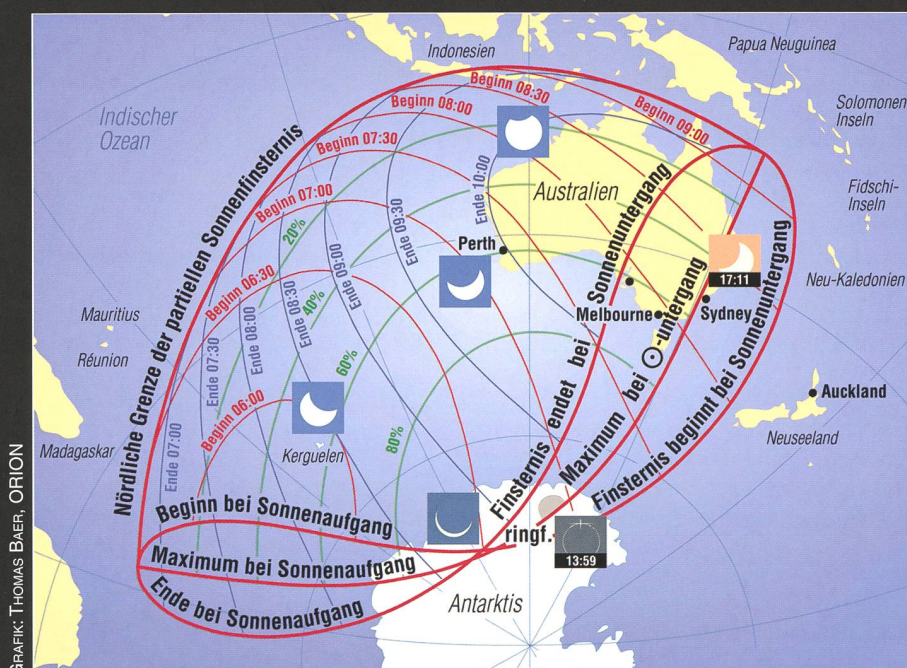 Indonesien
Papua Neuguinea
Indischer
Ozean
Beginn 08:30
Beginn 08:00
Beginn 09:00
Solomonen
Inseln
Beginn 07:30
Nördliche Grenze der partiellen Sonnenfinsternis
Beginn 07:00
Ende 10:00
Australien
Fidschi-
Inseln
20%
Ende 09:30
Perth
Ende 09:00
Beginn 06:30
40%
Ende 08:30
17:11
Neu-Kaledonien
Mauritius
Melbourne
Sydney
Réunion
Ende 08:00
Ende 07:30
60%
Finsternis endet bei Sonnenuntergang
Maximum bei ☉-untergang
Finsternis beginnt bei Sonnenuntergang
Auckland
Neuseeland
Beginn 06:00
80%
Madagaskar
Kerguelen
Ende 07:00
Beginn bei Sonnenaufgang
ringf.
13:59
Maximum bei Sonnenaufgang
Ende bei Sonnenaufgang
Antarktis
GRAFIK: THOMAS BAER, ORION